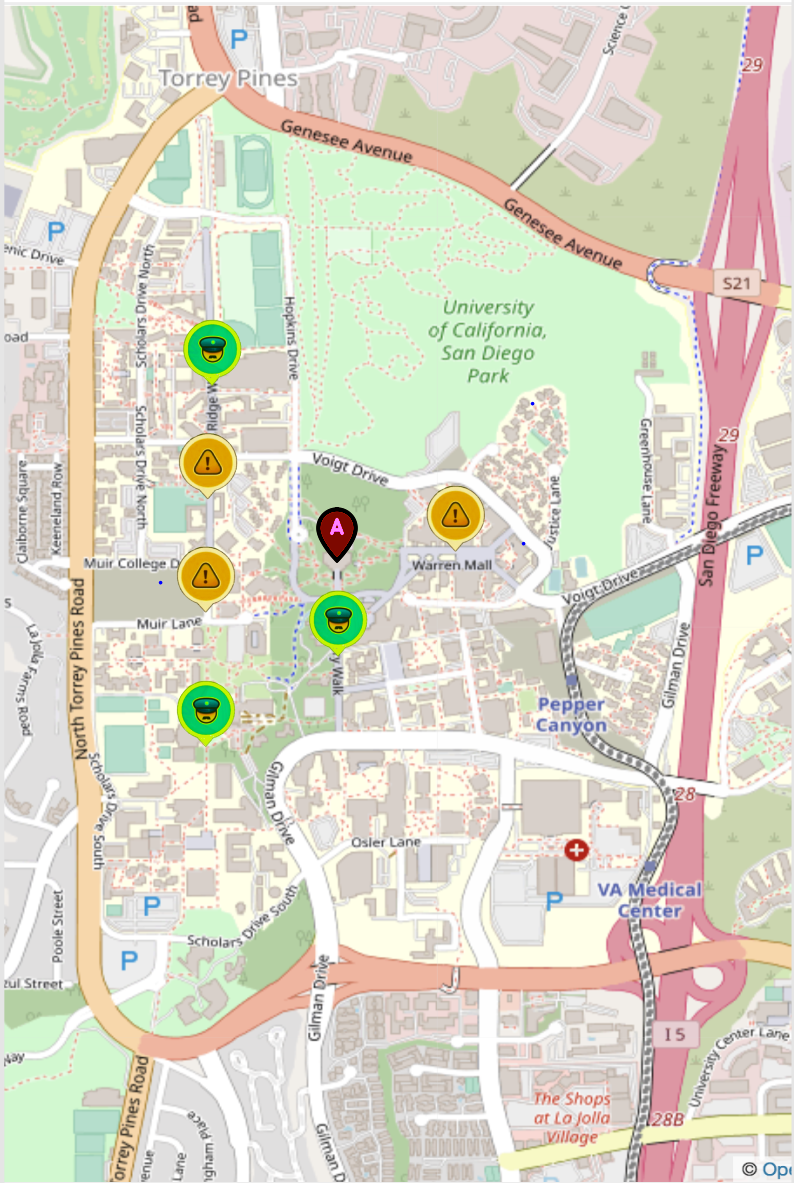 P
Science
Torrey Pines
29
Genesee Avenue
Genesee Avenue
P
enic Drive
S21
Scholars Drive North
Hopkins Drive
University
of California,
San Diego
Park
oad
Ridge W
29
Scholars Drive North
Greenhouse Lane
San Diego Freeway
Claiborne Square
Keeneland Row
Voigt Drive
Justice Lane
A
P
Muir College D
Warren Mall
Voigt Drive
Muir Lane
La Jolla Farms Road
North Torrey Pines Road
y Walk
Gilman Drive
Pepper
Canyon
Scholars Drive South
Gilman Drive
28
Osler Lane
VA Medical
Center
P
P
Poole Street
Scholars Drive South
P
zul Street
Gilman Drive
I 5
University Center Lane
Torrey Pines Road
The Shops
at La Jolla
Village
28B
Gilman D
venue
Lane
ngham Place
© Ope